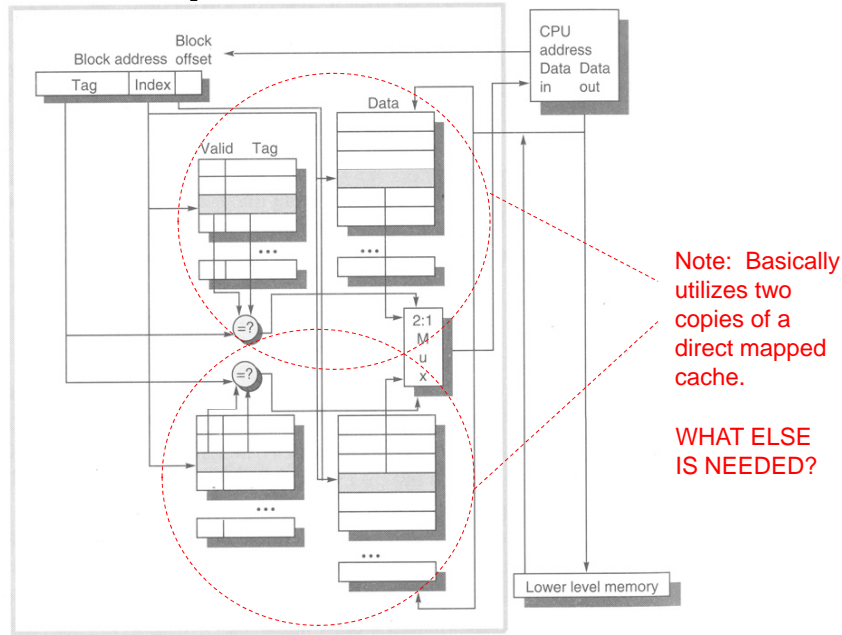 Block
Block address offset
Tag Index
CPU
address
Data Data
in out
Data
Valid Tag
•••
•••
=?
2:1
M
u
x
=?
•••
•••
Lower level memory
Note: Basically
utilizes two
copies of a
direct mapped
cache.
WHAT ELSE
IS NEEDED?